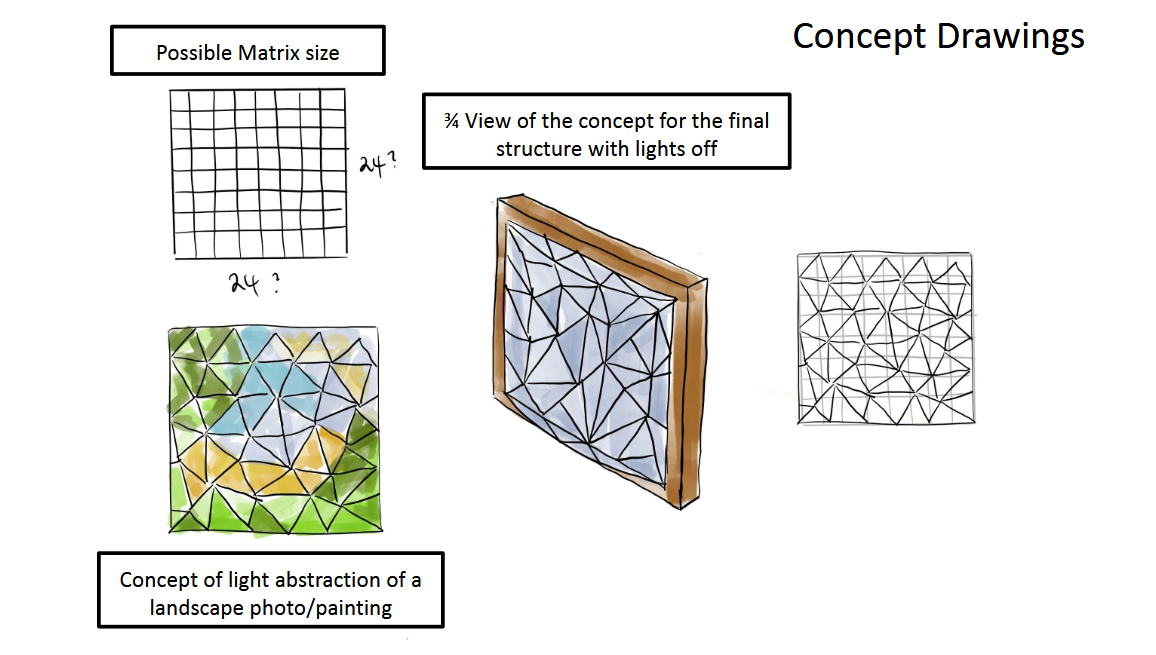 Concept Drawings
Possible Matrix size
24?
24 ?
¾ View of the concept for the final
structure with lights off
Concept of light abstraction of a
landscape photo/painting